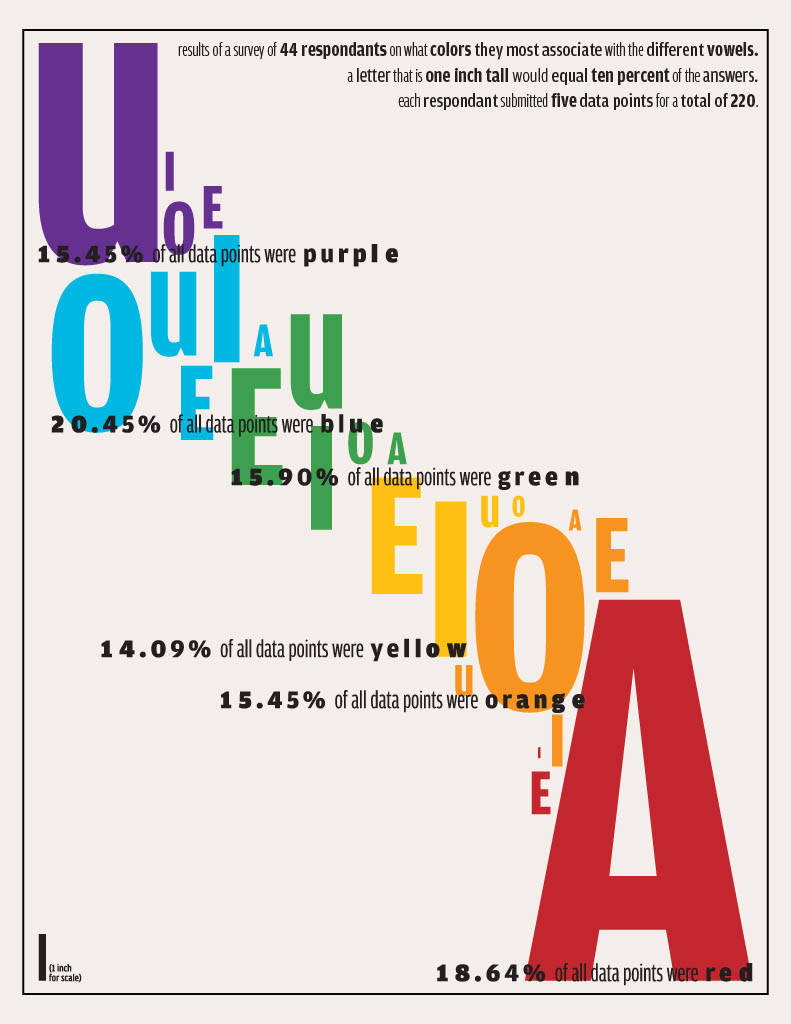 results of a survey of 44 respondants on what colors they most associate with the different vowels.
a letter that is one inch tall would equal ten percent of the answers.
each respondant submitted five data points for a total of 220.
u
I
O E
15.45% of all data points were purple
O u I A
E
20.45% of all data points were blue
E u
I O A
15.90% of all data points were green
E I u O
14.09% of all data points were yellow
A E
O
u
15.45% of all data points were orange
I
I
E
A
(1 inch
for scale)
18.64% of all data points were red